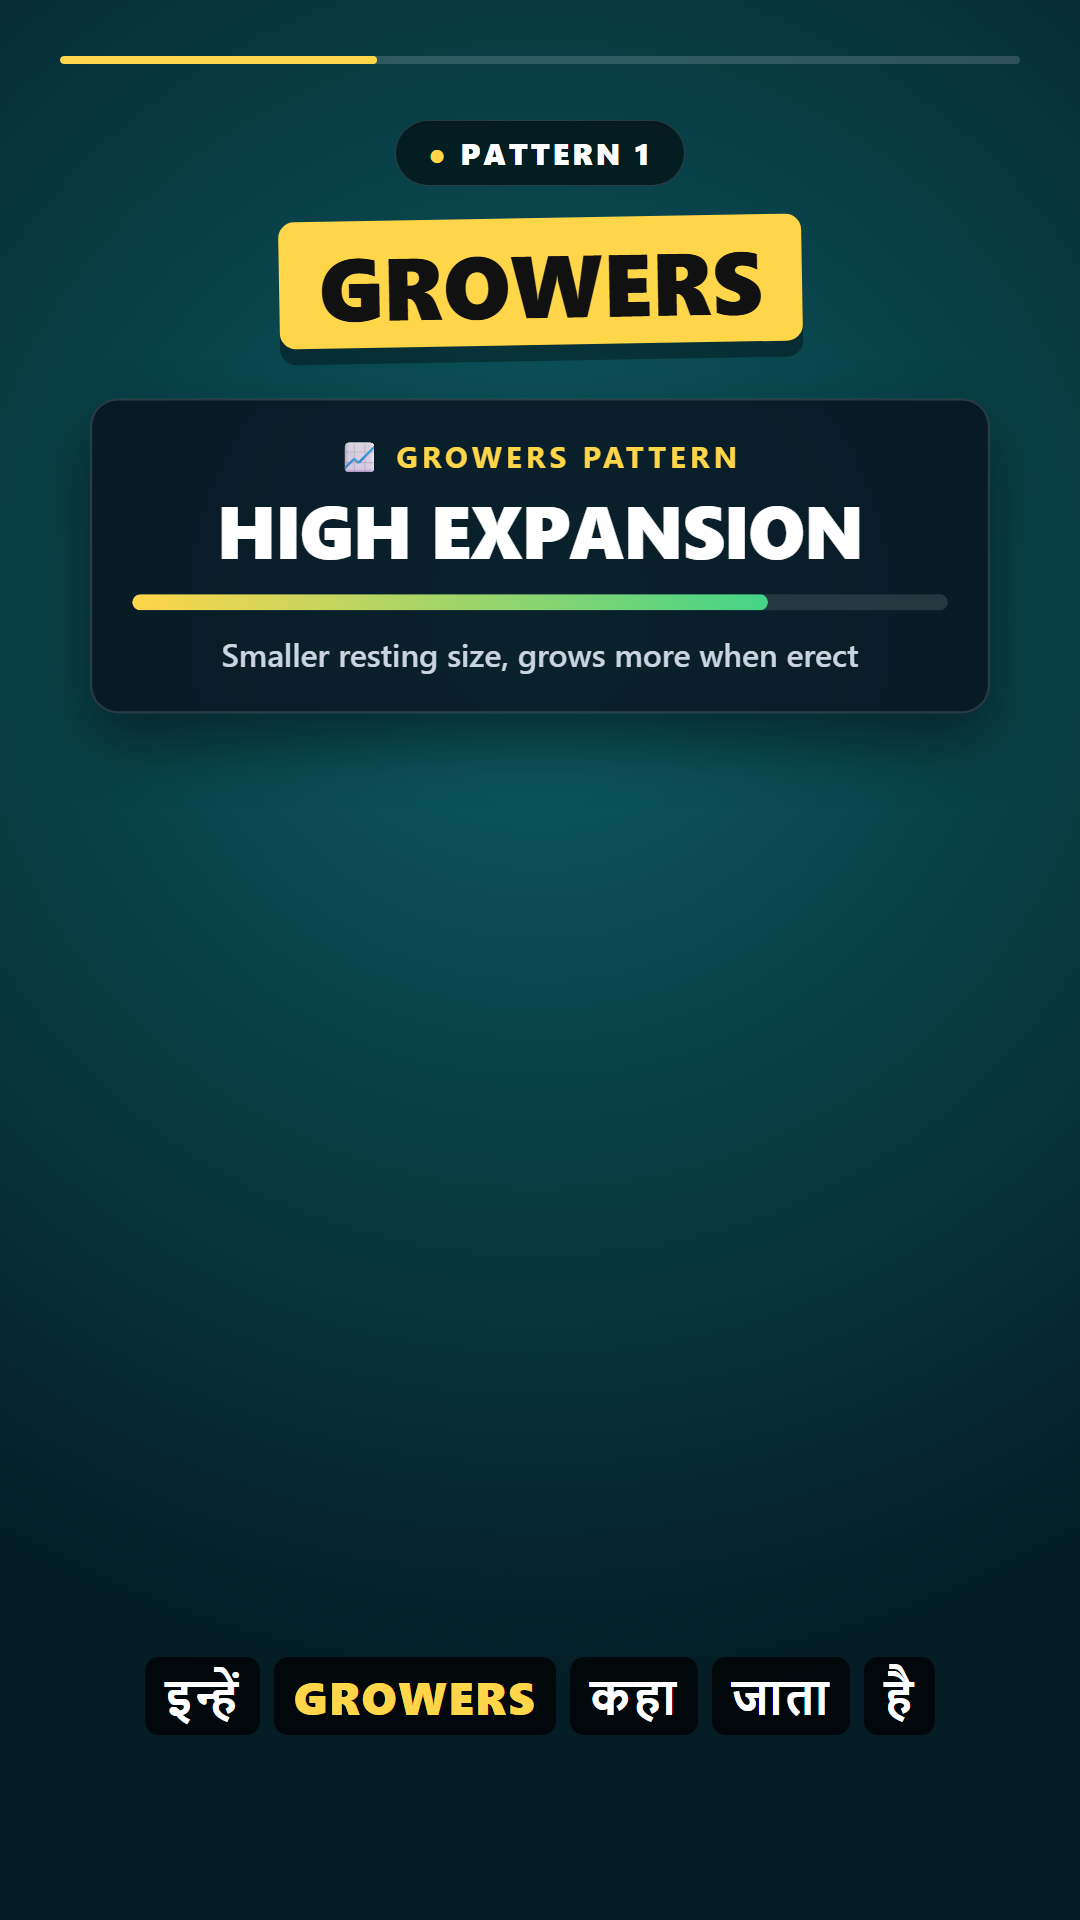 PATTERN 1
GROWERS
GROWERS PATTERN
HIGH EXPANSION
Smaller resting size, grows more when erect
इन्हें GROWERS कहा जाता है